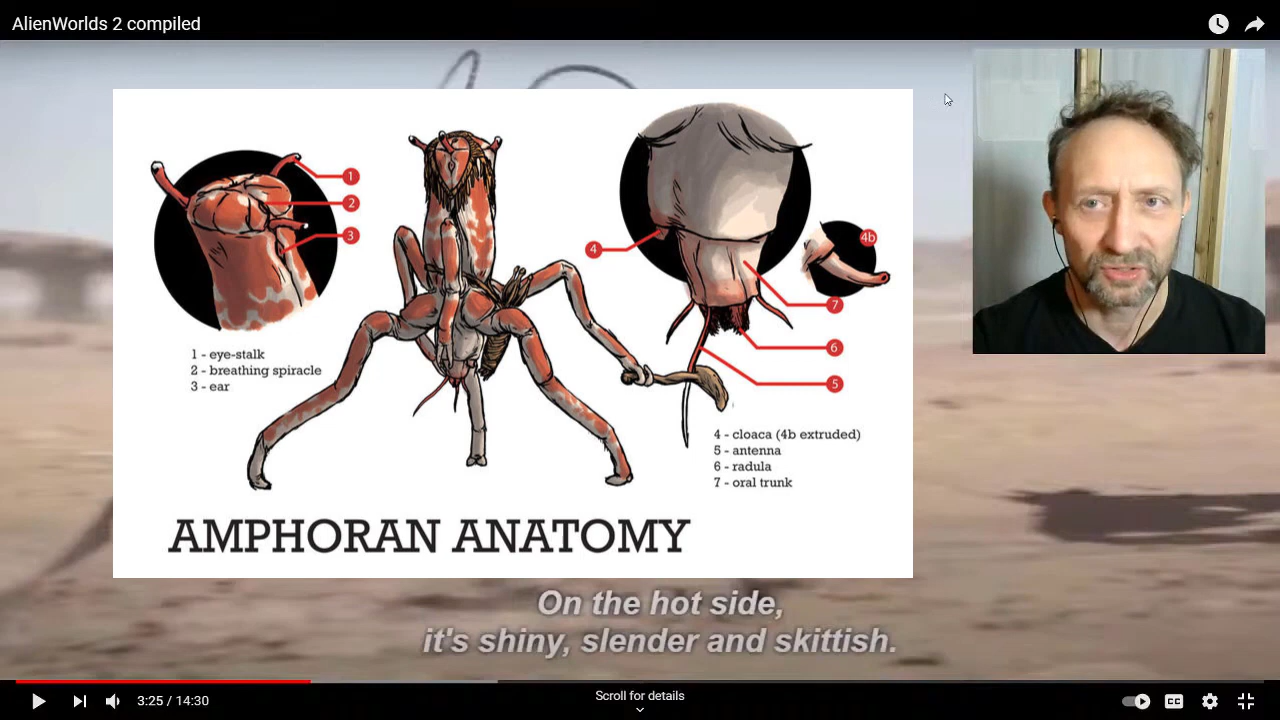 AlienWorlds 2 compiled
1
2
3
1 - eye-stalk
2 - breathing spiracle
3 - ear
4
4b
7
6
5
4 - cloaca (4b extruded)
5 - antenna
6 - radula
7 - oral trunk
AMPHORAN ANATOMY
On the hot side,
it's shiny, slender and skittish.
3:25 / 14:30
Scroll for details
CC